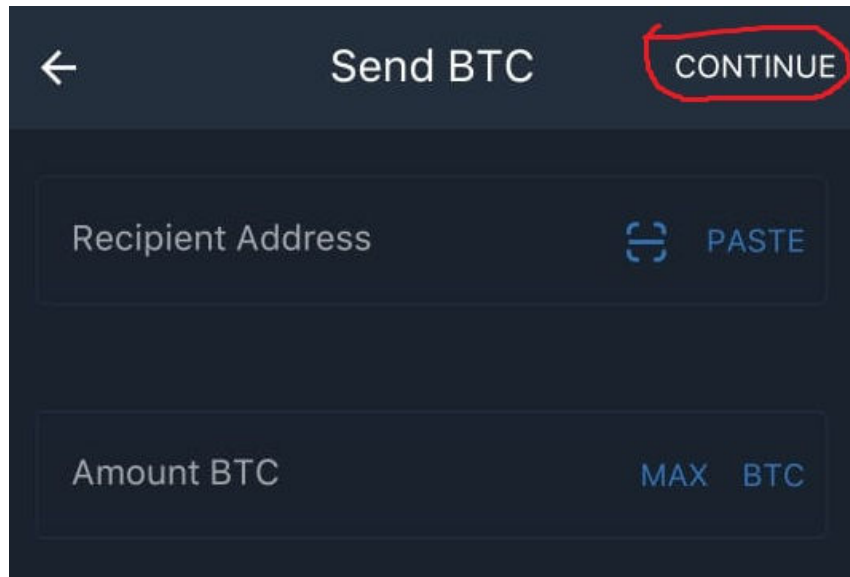 Send BTC CONTINUE
Recipient Address PASTE
Amount BTC MAX BTC